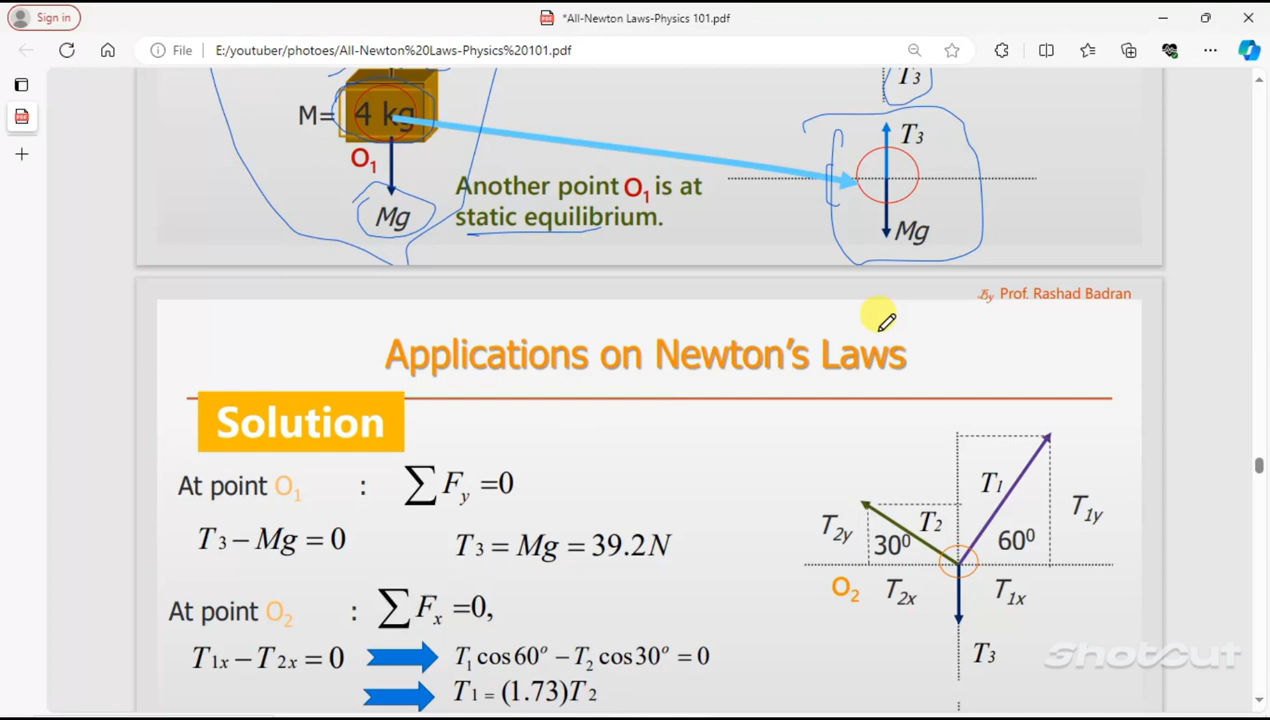 Sign in
*All-Newton Laws-Physics 101.pdf
File
E:/youtuber/photoes/All-Newton%20Laws-Physics%20101.pdf
T3
M= 4 kg
T3
O1
Another point O1 is at
static equilibrium.
Mg
Mg
By Prof. Rashad Badran
Applications on Newton's Laws
Solution
At point O1 : ∑Fy =0
T3 − Mg = 0
T3 = Mg = 39.2N
At point O2 : ∑Fx =0,
T1x − T2x = 0
T1 cos60° − T2 cos30° = 0
T1 = (1.73)T2
T1
T1y
T2y
T2
30⁰
60⁰
O2
T2x
T1x
T3
Shotcut